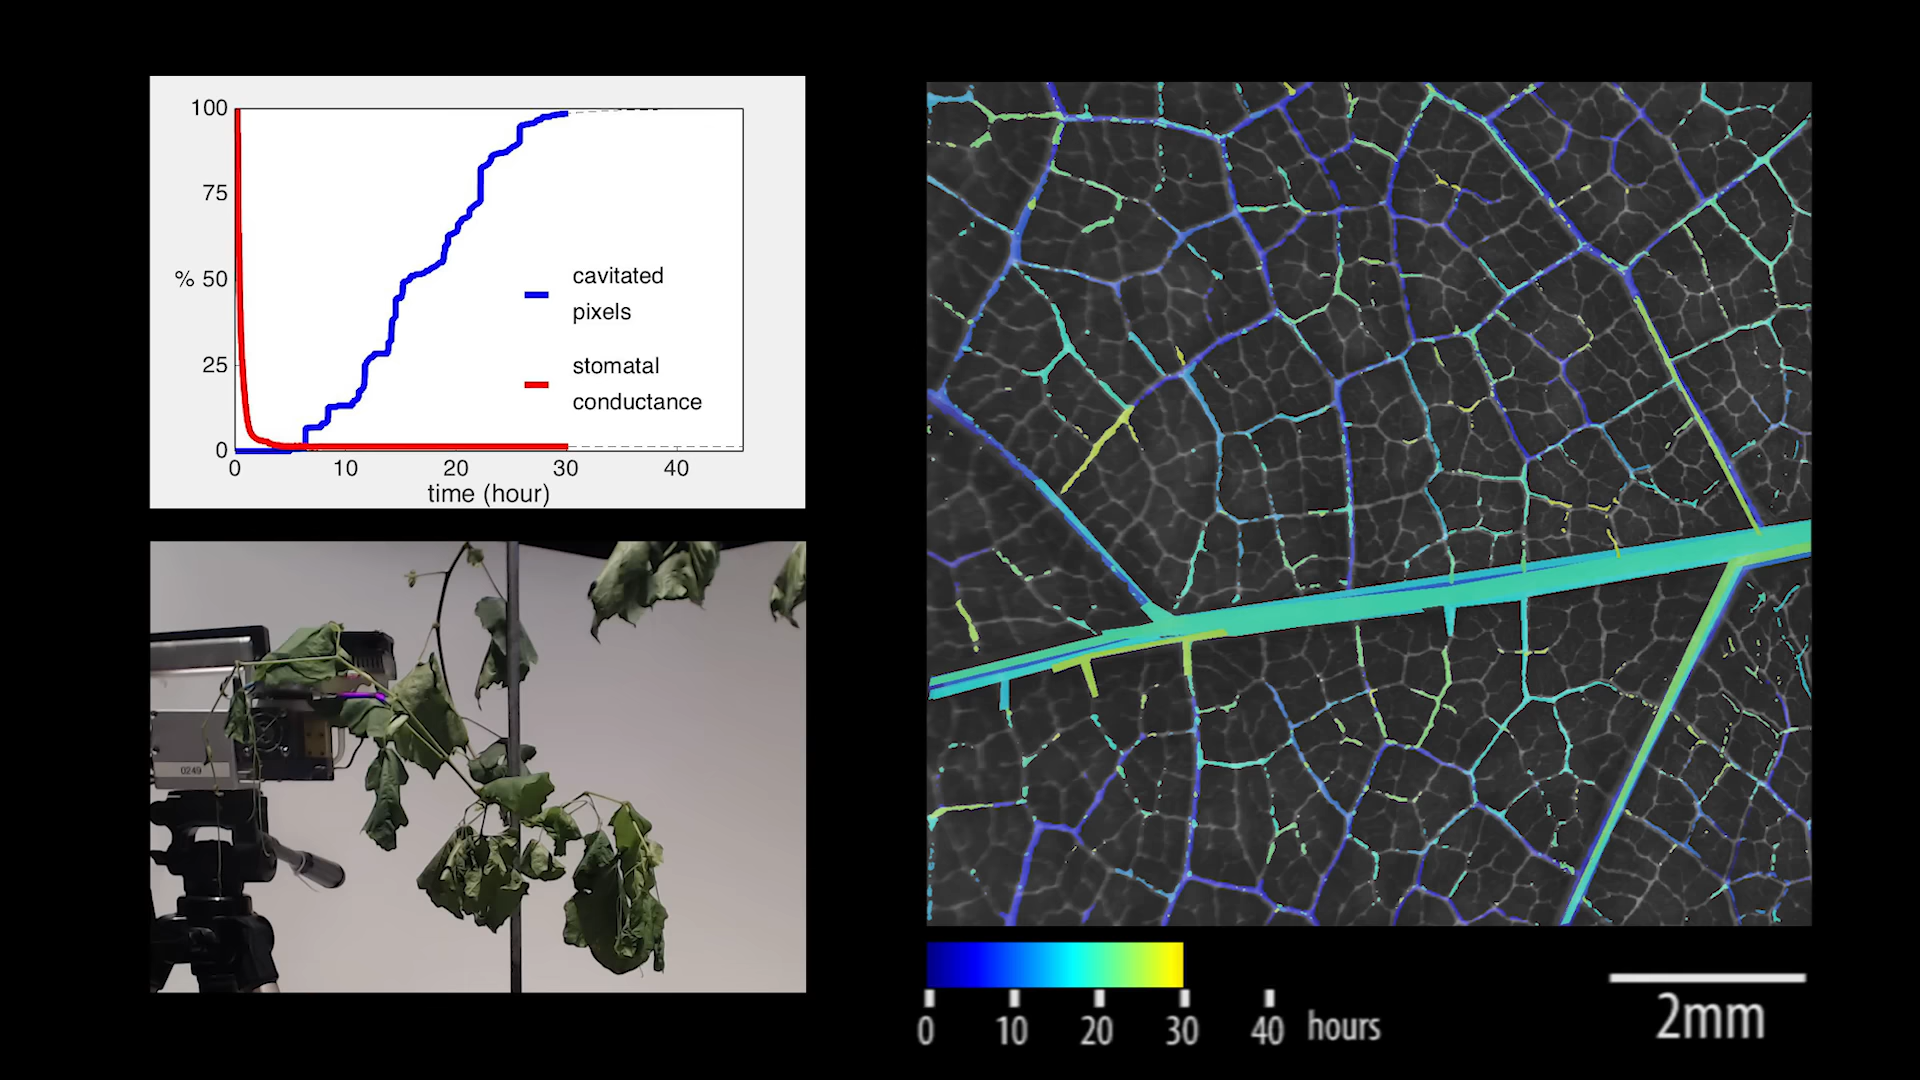 100
75
% 50
25
0
0 10 20 30 40
time (hour)
cavitated
pixels
stomatal
conductance
0249
0 10 20 30 40 hours
2mm